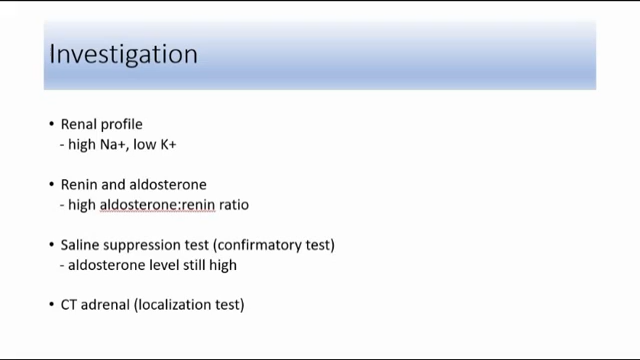 Investigation
• Renal profile
- high Na+, low K+
• Renin and aldosterone
- high aldosterone:renin ratio
• Saline suppression test (confirmatory test)
- aldosterone level still high
• CT adrenal (localization test)